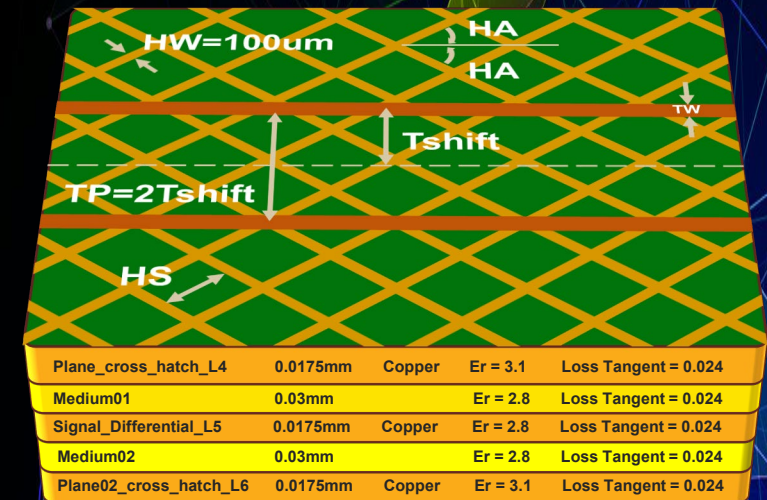 HW=100um
HA
HA
TW
Tshift
TP=2Tshift
HS
Plane_cross_hatch_L4 0.0175mm Copper Er = 3.1 Loss Tangent = 0.024
Medium01 0.03mm Er = 2.8 Loss Tangent = 0.024
Signal_Differential_L5 0.0175mm Copper Er = 2.8 Loss Tangent = 0.024
Medium02 0.03mm Er = 2.8 Loss Tangent = 0.024
Plane02_cross_hatch_L6 0.0175mm Copper Er = 3.1 Loss Tangent = 0.024